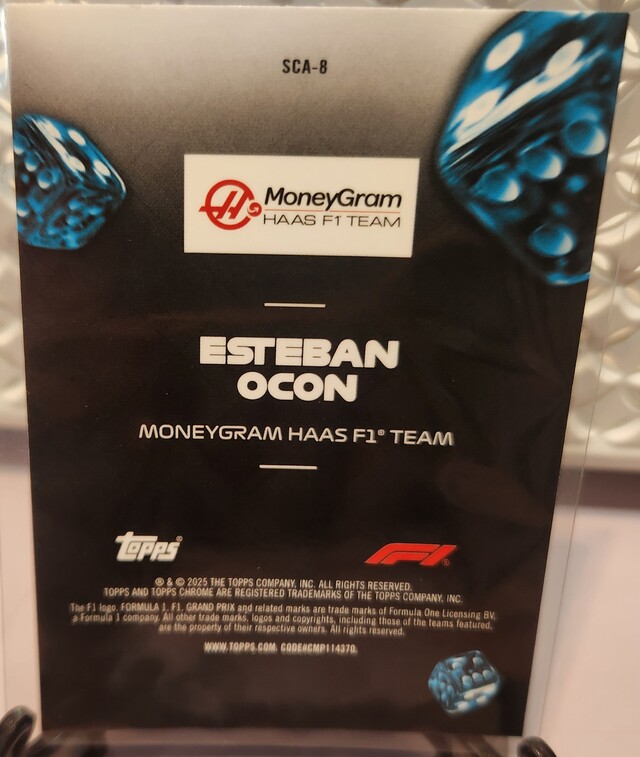 SCA-8
MoneyGram
HAAS F1 TEAM
ESTEBAN
OCON
MONEYGRAM HAAS F1® TEAM
topps®
F1®
® & © 2025 THE TOPPS COMPANY, INC. ALL RIGHTS RESERVED.
TOPPS AND TOPPS CHROME ARE REGISTERED TRADEMARKS OF THE TOPPS COMPANY, INC.
The F1 logo, FORMULA 1, F1, GRAND PRIX and related marks are trade marks of Formula One Licensing BV,
a Formula 1 company. All other trade marks, logos and copyrights, including those of the teams featured,
are the property of their respective owners. All rights reserved.
WWW.TOPPS.COM. CODE#CMP114370